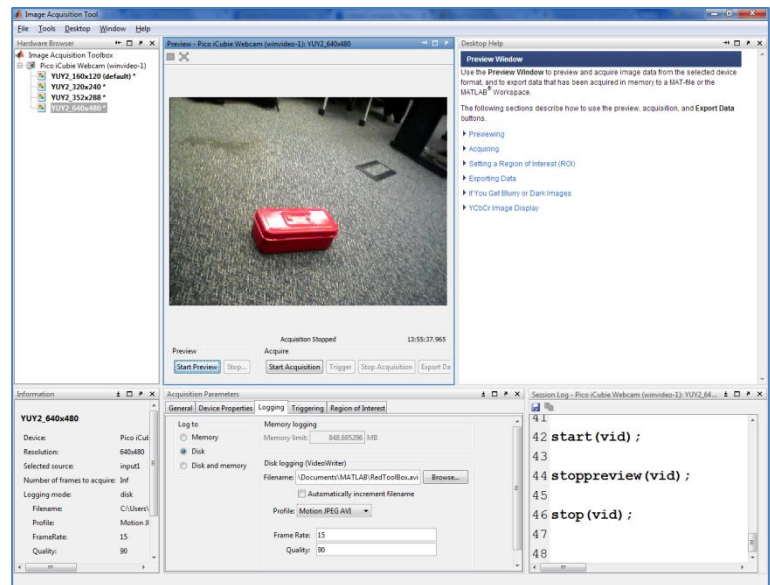 Image Acquisition Tool
File Tools Desktop Window Help
Hardware Browser
Image Acquisition Toolbox
Pico iCubie Webcam (winvideo-1)
YUY2_160x120 (default) *
YUY2_320x240 *
YUY2_352x288 *
YUY2_640x480 *
Preview - Pico iCubie Webcam (winvideo-1): YUY2_640x480
Acquisition Stopped 13:55:37.965
Preview Acquire
Start Preview Stop... Start Acquisition Trigger Stop Acquisition Export Da
Desktop Help
Preview Window
Use the Preview Window to preview and acquire image data from the selected device
format, and to export data that has been acquired in memory to a MAT-file or the
MATLAB® Workspace.
The following sections describe how to use the preview, acquisition, and Export Data
buttons.
Previewing
Acquiring
Setting a Region of Interest (ROI)
Exporting Data
If You Get Blurry or Dark Images
YCbCr Image Display
Information
YUY2_640x480
Device: Pico iCul
Resolution: 640x480
Selected source: input1
Number of frames to acquire: Inf
Logging mode: disk
Filename: C:\Users\
Profile: Motion JI
FrameRate: 15
Quality: 90
Acquisition Parameters
General Device Properties Logging Triggering Region of Interest
Log to
Memory
Disk
Disk and memory
Memory logging
Memory limit: 848.695296 MB
Disk logging (VideoWriter)
Filename: \Documents\MATLAB\RedToolBox.avi Browse...
Automatically increment filename
Profile: Motion JPEG AVI
Frame Rate: 15
Quality: 90
Session Log - Pico iCubie Webcam (winvideo-1): YUY2_64...
41
42 start(vid);
43
44 stoppreview(vid);
45
46 stop(vid);
47
48